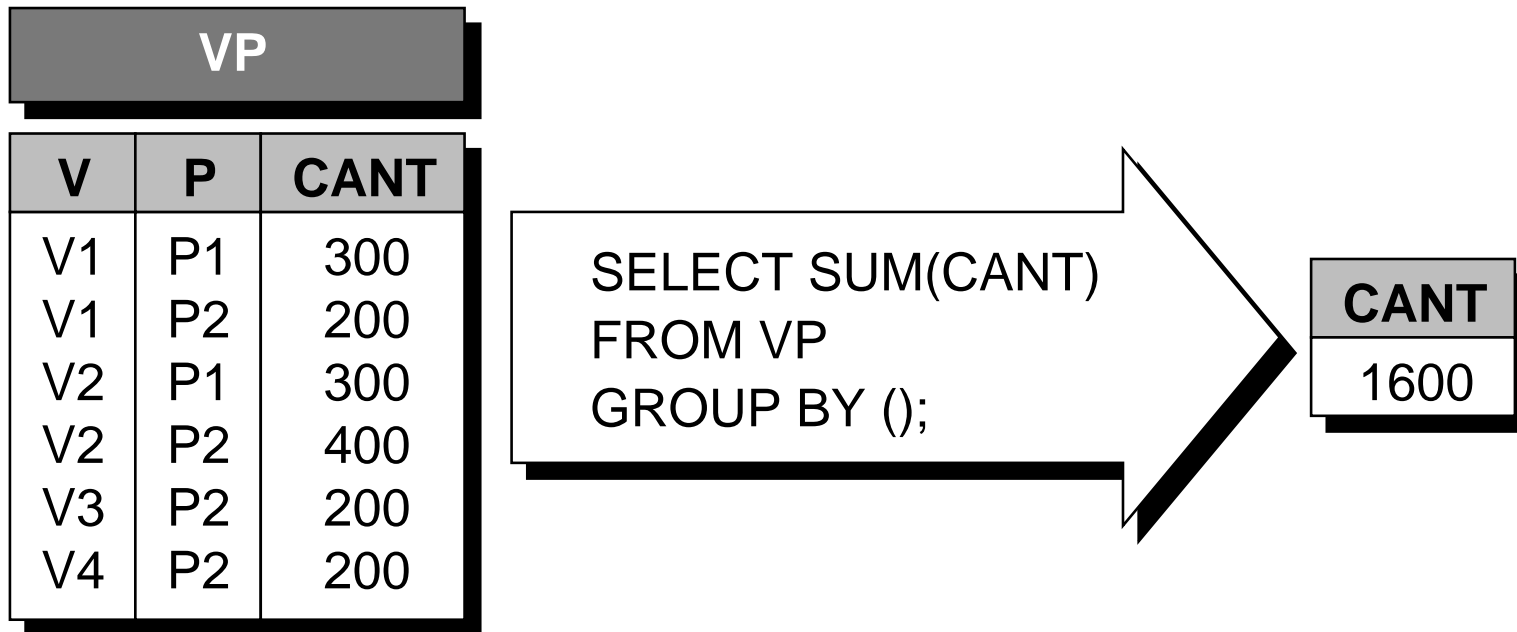 VP
V P CANT
V1 P1 300
V1 P2 200
V2 P1 300
V2 P2 400
V3 P2 200
V4 P2 200
SELECT SUM(CANT)
FROM VP
GROUP BY ();
CANT
1600